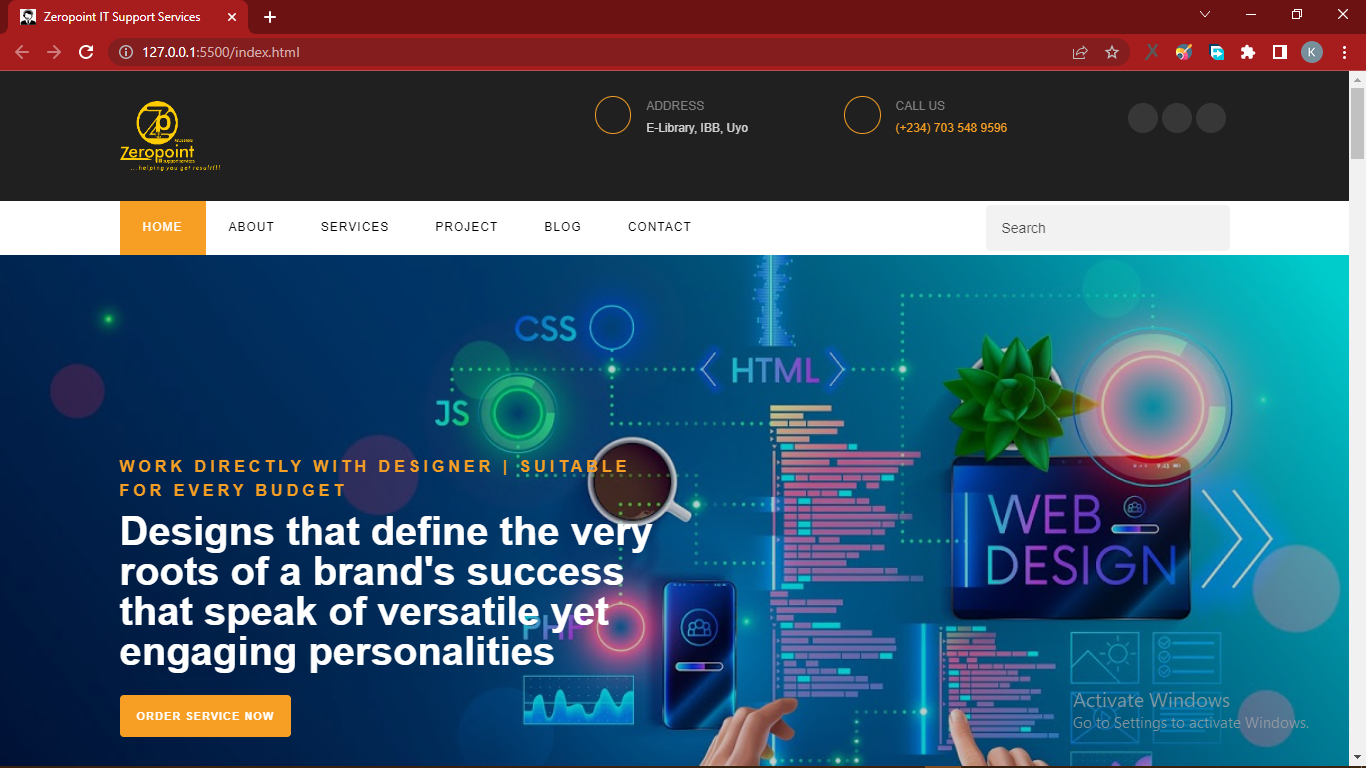 Zeropoint IT Support Services
127.0.0.1:5500/index.html
K
ADDRESS
E-Library, IBB, Uyo
CALL US
(+234) 703 548 9596
Zp
Zeropoint
IT support services
...helping you get result!!!
HOME
ABOUT
SERVICES
PROJECT
BLOG
CONTACT
Search
CSS
HTML
JS
WORK DIRECTLY WITH DESIGNER | SUITABLE
FOR EVERY BUDGET
Designs that define the very
roots of a brand's success
that speak of versatile yet
engaging personalities
PHP
9:41
WEB
DESIGN
ORDER SERVICE NOW
Activate Windows
Go to Settings to activate Windows.